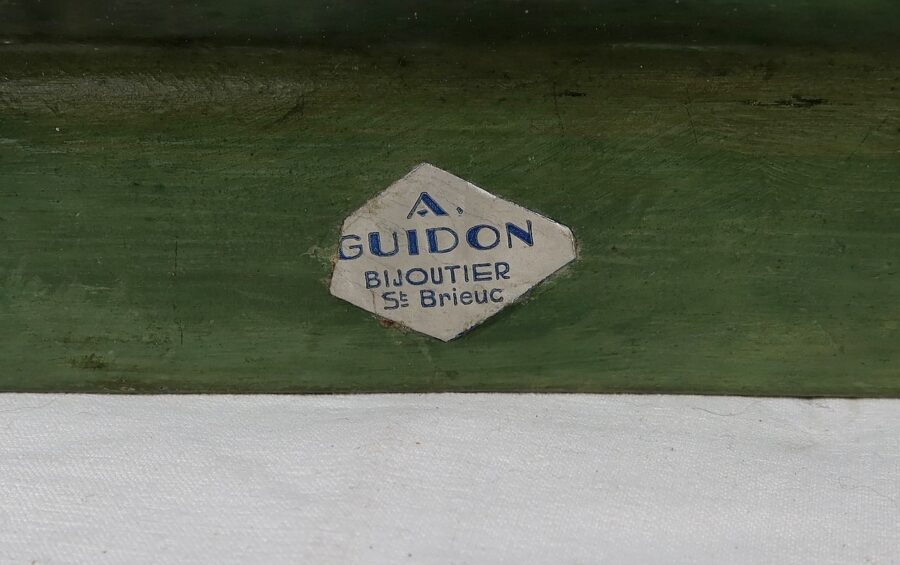 A.
GUIDON
BIJOUTIER
St Brieuc